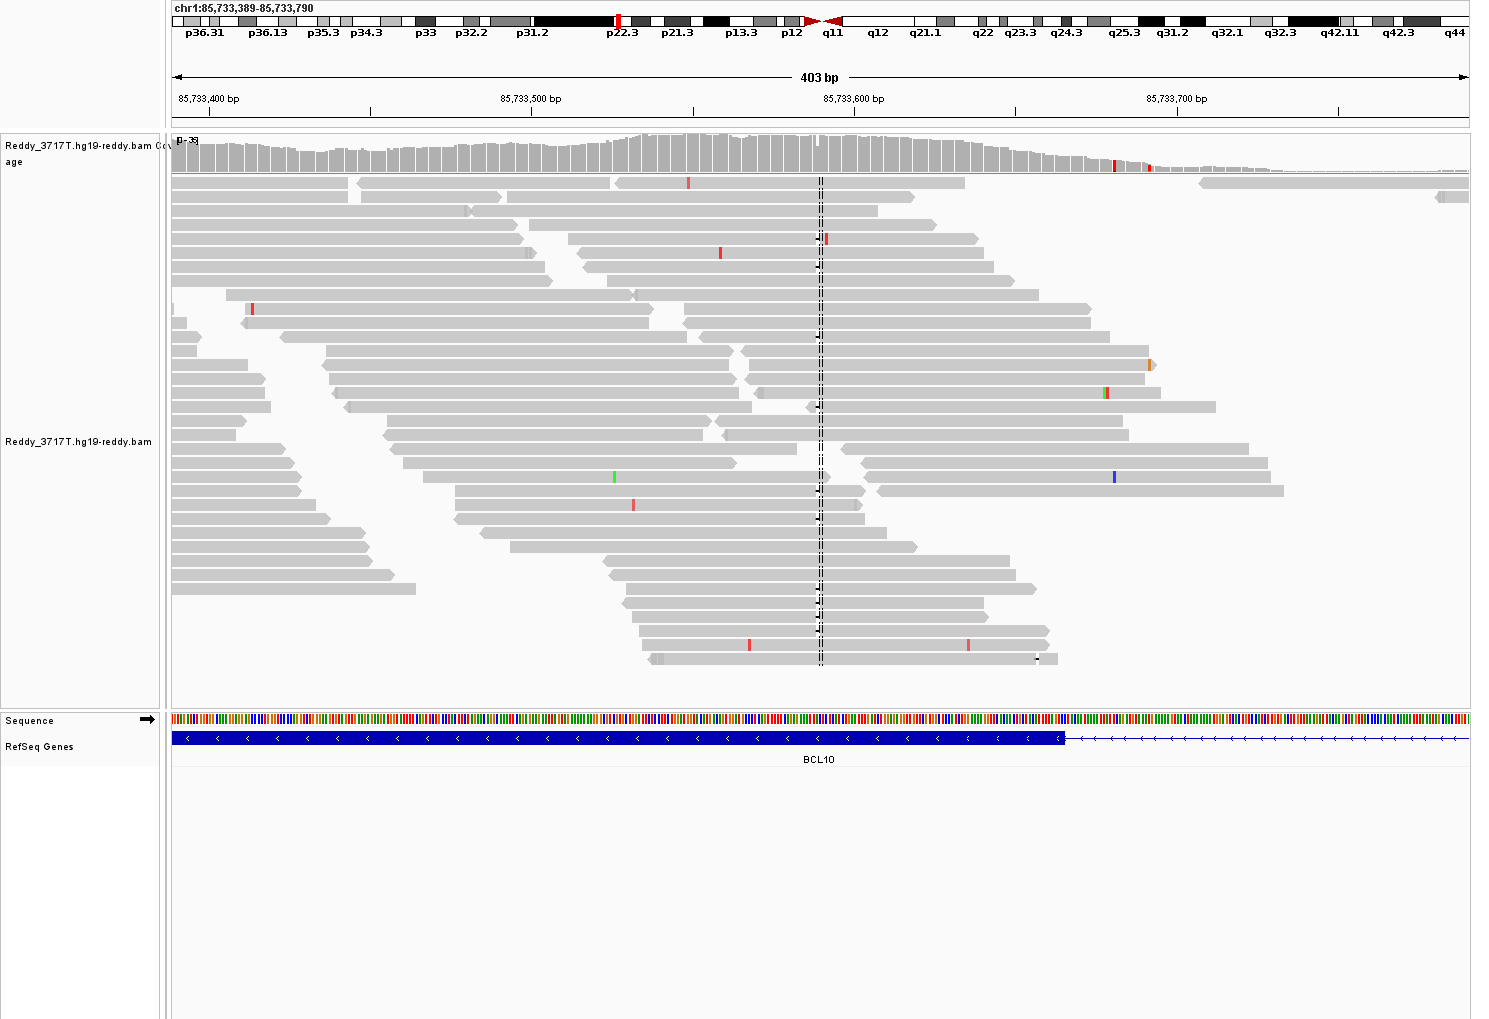 chr1:85,733,389-85,733,790
p36.31 p36.13 p35.3 p34.3 p33 p32.2 p31.2 p22.3 p21.3 p13.3 p12 q11 q12 q21.1 q22 q23.3 q24.3 q25.3 q31.2 q32.1 q32.3 q42.11 q42.3 q44
403 bp
85,733,400 bp 85,733,500 bp 85,733,600 bp 85,733,700 bp
Reddy_3717T.hg19-reddy.bam
age
Reddy_3717T.hg19-reddy.bam
Sequence
RefSeq Genes
BCL10